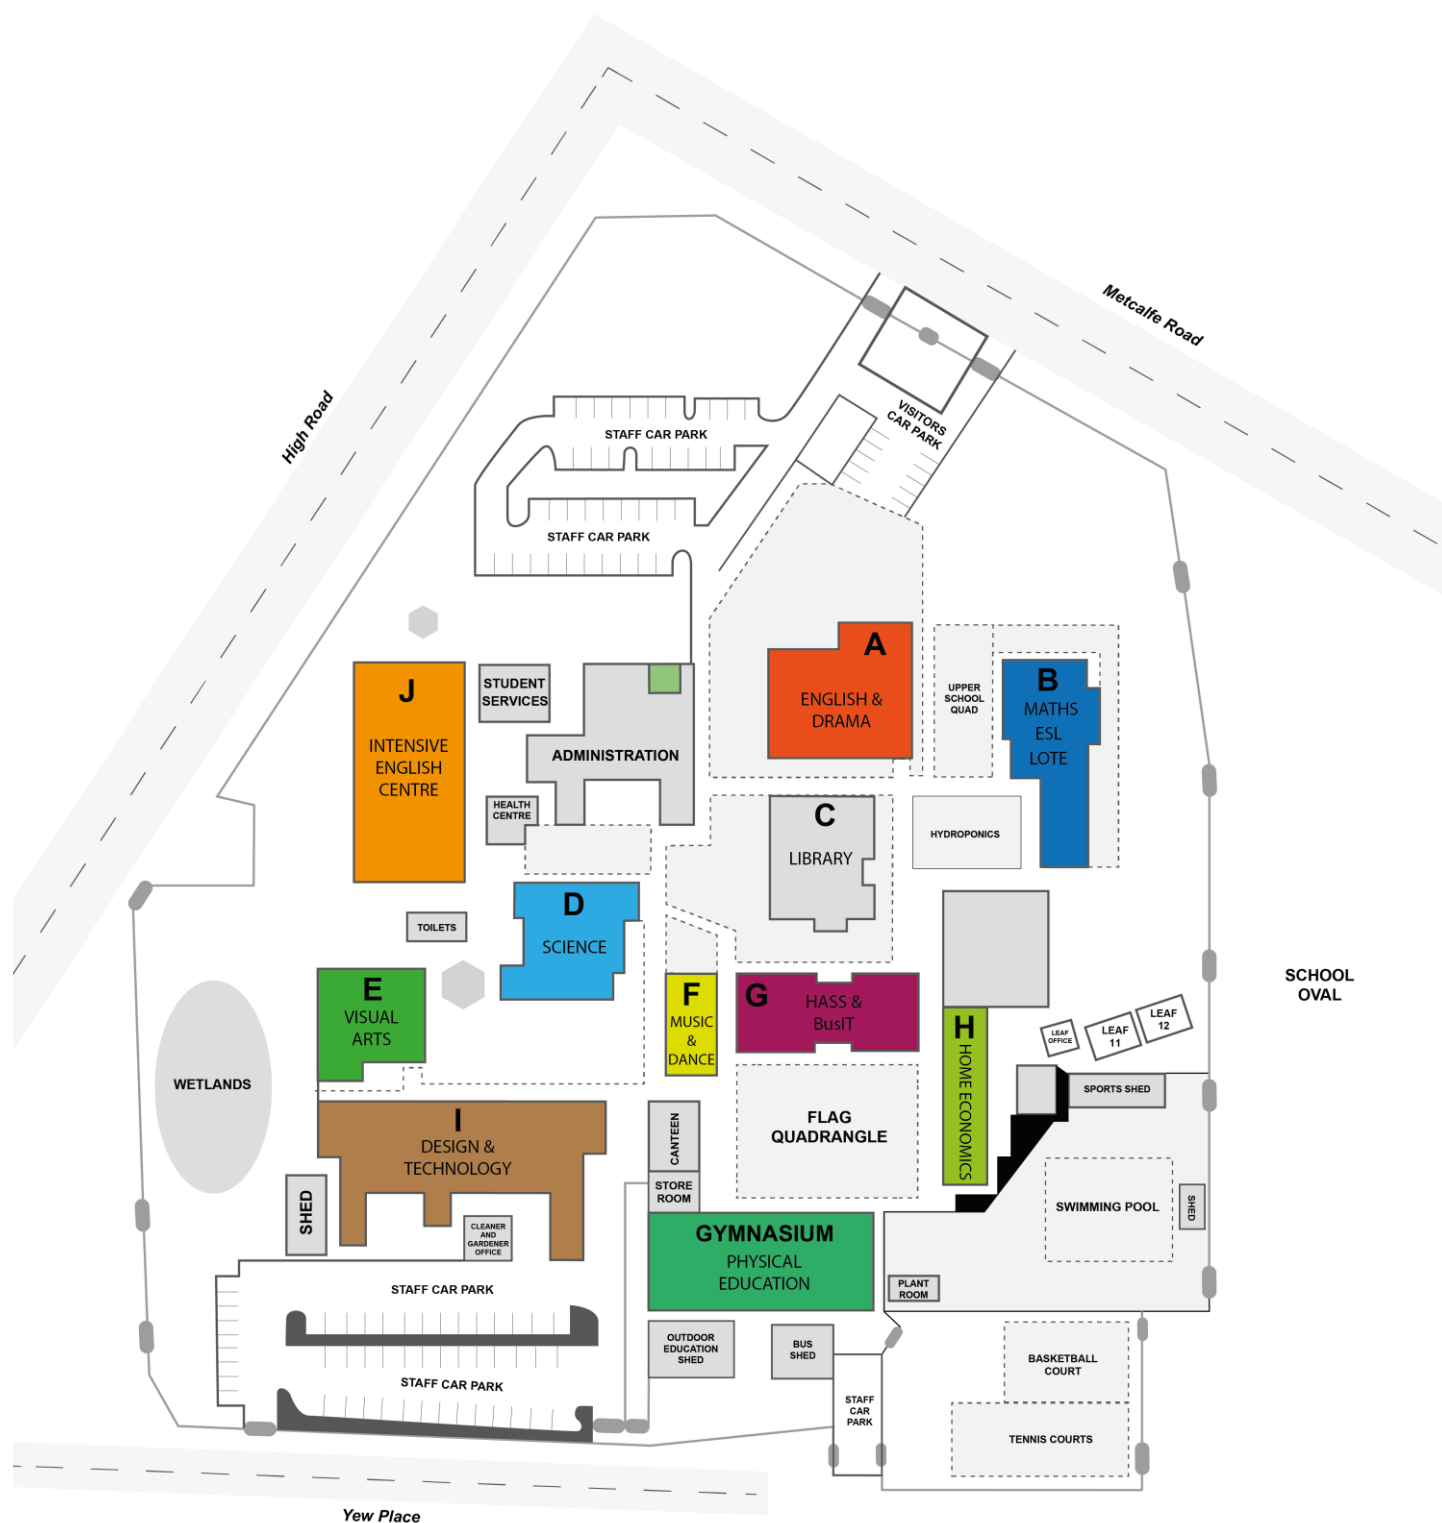 Metcalfe Road
High Road
VISITORS
CAR PARK
STAFF CAR PARK
STAFF CAR PARK
A
ENGLISH &
DRAMA
UPPER
SCHOOL
QUAD
B
MATHS
ESL
LOTE
J
INTENSIVE
ENGLISH
CENTRE
STUDENT
SERVICES
ADMINISTRATION
HEALTH
CENTRE
C
LIBRARY
HYDROPONICS
D
SCIENCE
TOILETS
E
VISUAL
ARTS
F
MUSIC
&
DANCE
G
HASS &
BusIT
H
HOME ECONOMICS
SCHOOL
OVAL
LEAF
OFFICE
LEAF
11
LEAF
12
WETLANDS
SPORTS SHED
I
DESIGN &
TECHNOLOGY
CANTEEN
STORE
ROOM
FLAG
QUADRANGLE
SHED
CLEANER
AND
GARDENER
OFFICE
SWIMMING POOL
SHED
GYMNASIUM
PHYSICAL
EDUCATION
PLANT
ROOM
STAFF CAR PARK
STAFF CAR PARK
OUTDOOR
EDUCATION
SHED
BUS
SHED
STAFF
CAR
PARK
BASKETBALL
COURT
TENNIS COURTS
Yew Place